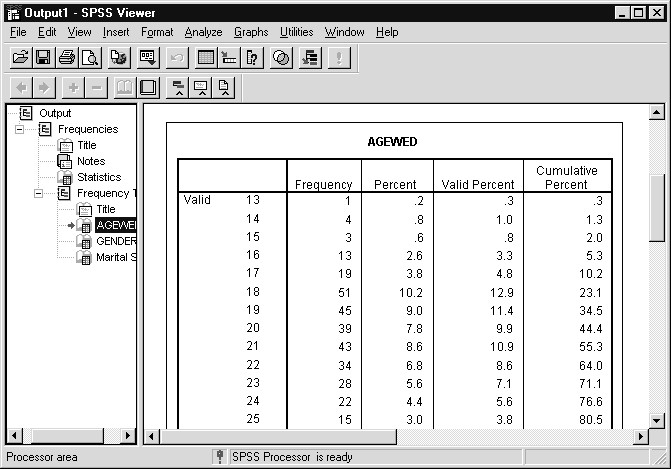 Output1 - SPSS Viewer
File Edit View Insert Format Analyze Graphs Utilities Window Help
Output
Frequencies
Title
Notes
Statistics
Frequency T
Title
AGEWE
GENDER
Marital S
AGEWED
Frequency Percent Valid Percent Cumulative Percent
Valid 13 1 .2 .3 .3
14 4 .8 1.0 1.3
15 3 .6 .8 2.0
16 13 2.6 3.3 5.3
17 19 3.8 4.8 10.2
18 51 10.2 12.9 23.1
19 45 9.0 11.4 34.5
20 39 7.8 9.9 44.4
21 43 8.6 10.9 55.3
22 34 6.8 8.6 64.0
23 28 5.6 7.1 71.1
24 22 4.4 5.6 76.6
25 15 3.0 3.8 80.5
Processor area SPSS Processor is ready